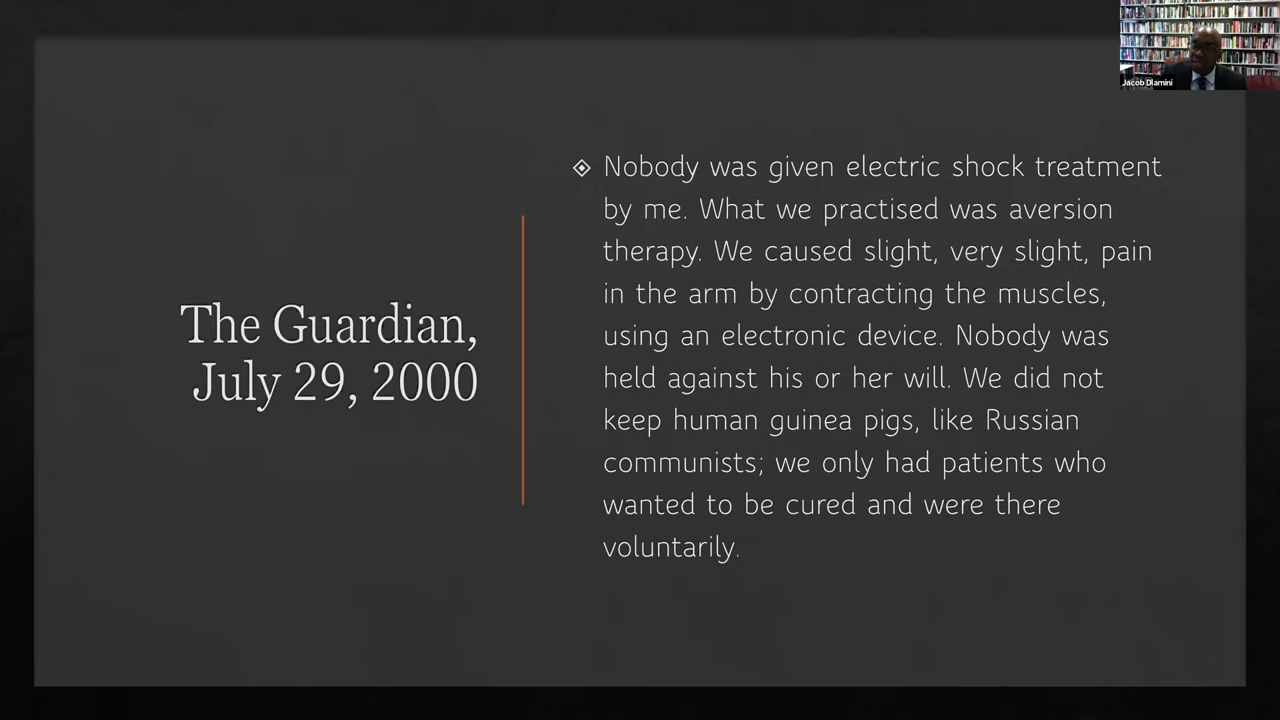 The Guardian,
July 29, 2000
Nobody was given electric shock treatment
by me. What we practised was aversion
therapy. We caused slight, very slight, pain
in the arm by contracting the muscles,
using an electronic device. Nobody was
held against his or her will. We did not
keep human guinea pigs, like Russian
communists; we only had patients who
wanted to be cured and were there
voluntarily.
Jacob Dlamini